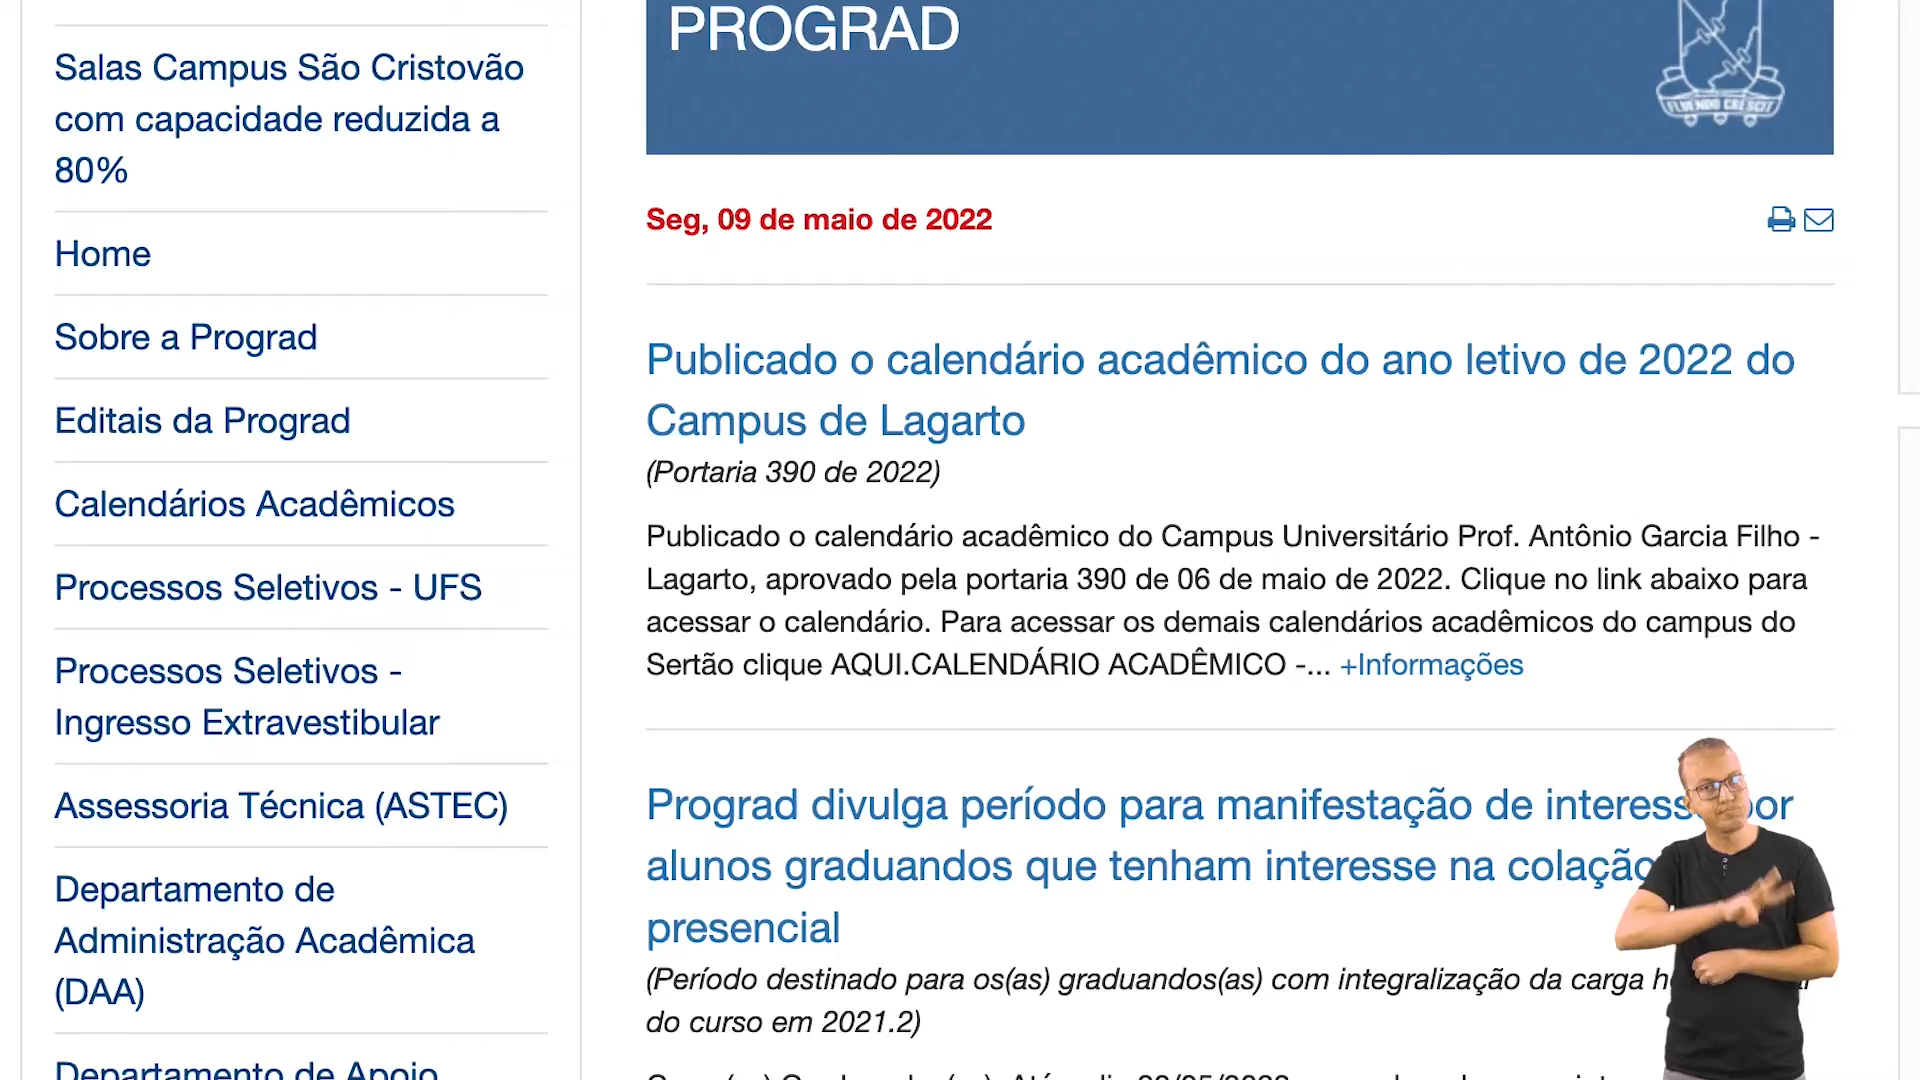 Salas Campus São Cristovão
com capacidade reduzida a
80%
Home
Sobre a Prograd
Editais da Prograd
Calendários Acadêmicos
Processos Seletivos - UFS
Processos Seletivos -
Ingresso Extravestibular
Assessoria Técnica (ASTEC)
Departamento de
Administração Acadêmica
(DAA)
Departamento de Apoio
PROGRAD
Seg, 09 de maio de 2022
Publicado o calendário acadêmico do ano letivo de 2022 do
Campus de Lagarto
(Portaria 390 de 2022)
Publicado o calendário acadêmico do Campus Universitário Prof. Antônio Garcia Filho -
Lagarto, aprovado pela portaria 390 de 06 de maio de 2022. Clique no link abaixo para
acessar o calendário. Para acessar os demais calendários acadêmicos do campus do
Sertão clique AQUI.CALENDÁRIO ACADÊMICO -... +Informações
Prograd divulga período para manifestação de interesse por
alunos graduandos que tenham interesse na colação
presencial
(Período destinado para os(as) graduandos(as) com integralização da carga
do curso em 2021.2)